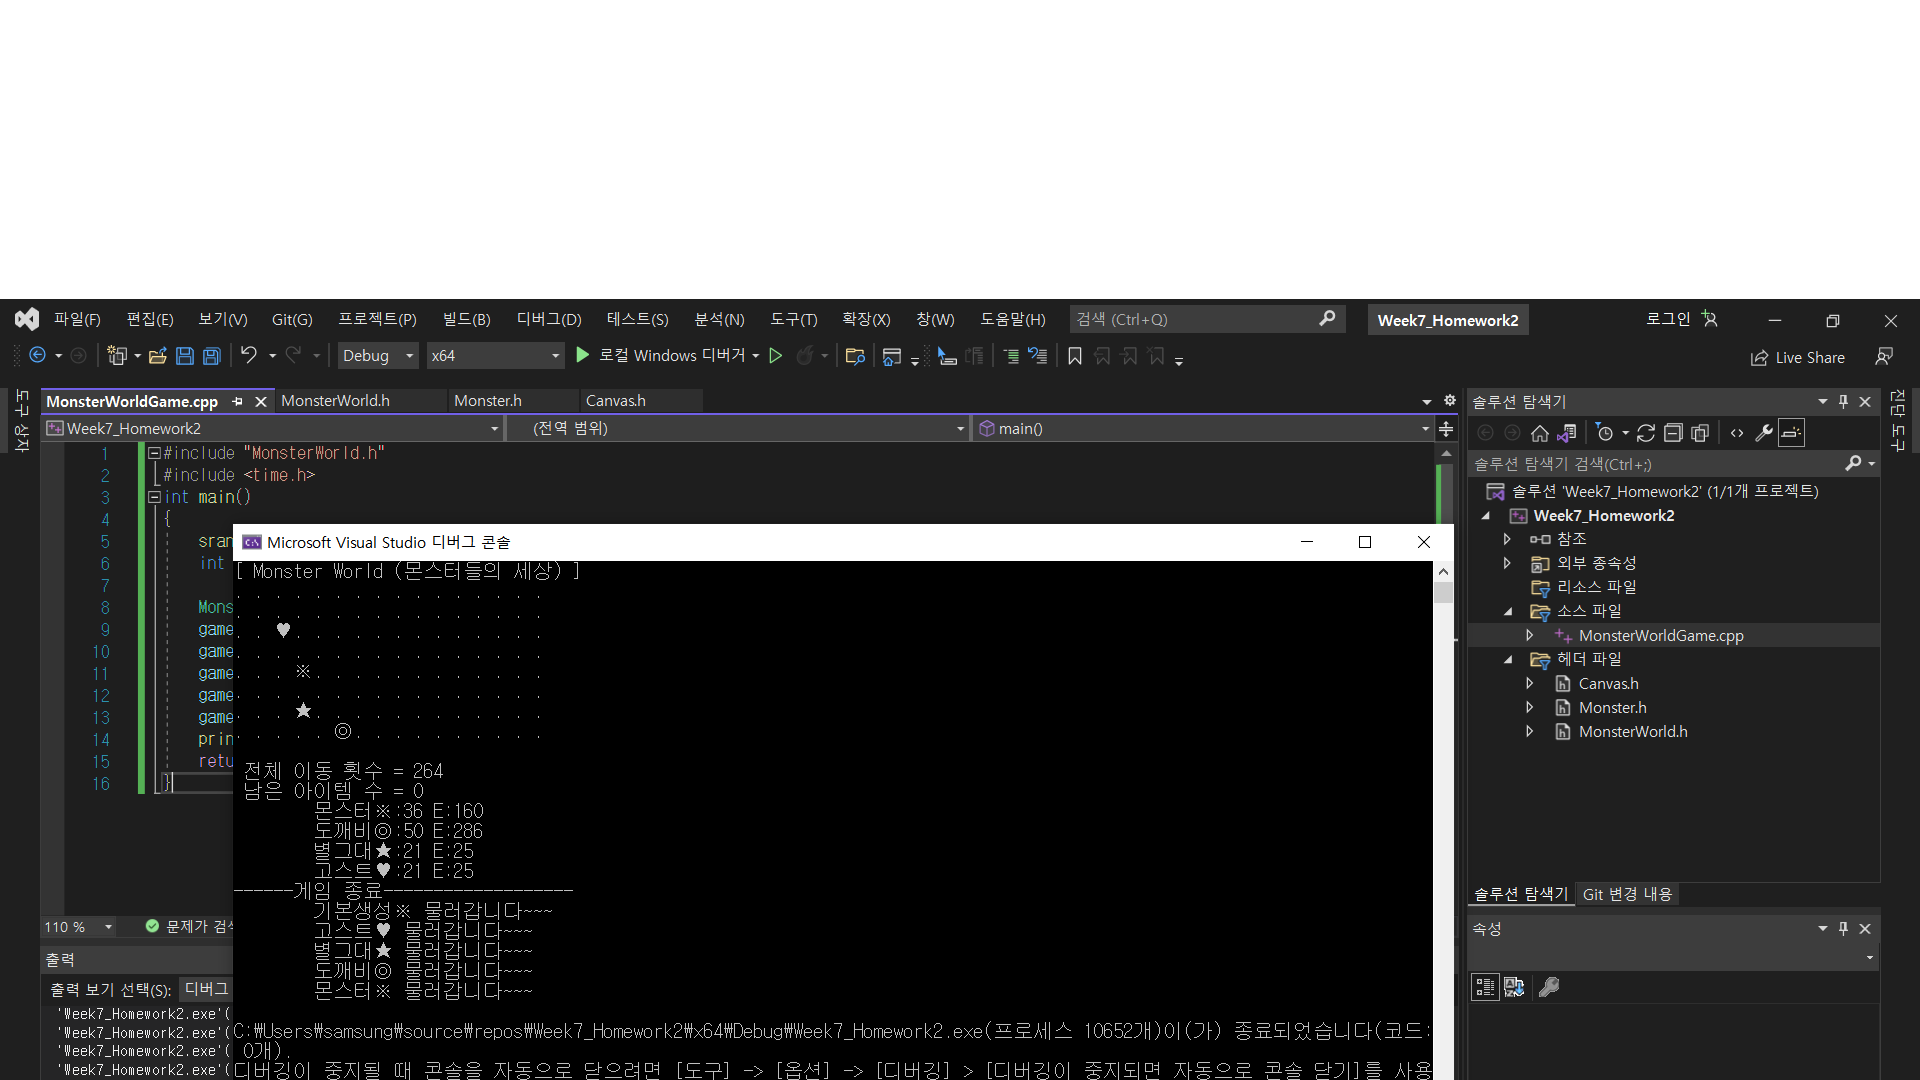 파일(F) 편집(E) 보기(V) Git(G) 프로젝트(P) 빌드(B) 디버그(D) 테스트(S) 분석(N) 도구(T) 확장(X) 창(W) 도움말(H) 검색 (Ctrl+Q) Week7_Homework2 로그인
Debug x64 로컬 Windows 디버거 Live Share
도구 상자
MonsterWorldGame.cpp MonsterWorld.h Monster.h Canvas.h
Week7_Homework2 (전역 범위) main()
1 #include "MonsterWorld.h"
2 #include <time.h>
3 int main()
4 {
5 sran
6 int
7
8 Mons
9 game
10 game
11 game
12 game
13 game
14 prin
15 retu
16 }
110 % 문제가 검색
출력
출력 보기 선택(S): 디버그
'Week7_Homework2.exe'(
'Week7_Homework2.exe'(
'Week7_Homework2.exe'(
'Week7_Homework2.exe'(
Microsoft Visual Studio 디버그 콘솔
[ Monster World (몬스터들의 세상) ]
. . . . . . . . . . . . . . . .
. . . . . . . . . . . . . . . .
. . ♥. . . . . . . . . . . . .
. . . . . . . . . . . . . . . .
. . . ※. . . . . . . . . . . .
. . . . . . . . . . . . . . . .
. . . ★. . . . . . . . . . . .
. . . . . ◎. . . . . . . . . .
전체 이동 횟수 = 264
남은 아이템 수 = 0
몬스터※:36 E:160
도깨비◎:50 E:286
별그대★:21 E:25
고스트♥:21 E:25
------게임 종료-------------------
기본생성※ 물러갑니다~~~
고스트♥ 물러갑니다~~~
별그대★ 물러갑니다~~~
도깨비◎ 물러갑니다~~~
몬스터※ 물러갑니다~~~
C:₩Users₩samsung₩source₩repos₩Week7_Homework2₩x64₩Debug₩Week7_Homework2.exe(프로세스 10652개)이(가) 종료되었습니다(코드:
0개).
디버깅이 중지될 때 콘솔을 자동으로 닫으려면 [도구] -> [옵션] -> [디버깅] > [디버깅이 중지되면 자동으로 콘솔 닫기]를 사용
솔루션 탐색기
솔루션 탐색기 검색(Ctrl+;)
솔루션 'Week7_Homework2' (1/1개 프로젝트)
Week7_Homework2
참조
외부 종속성
리소스 파일
소스 파일
MonsterWorldGame.cpp
헤더 파일
Canvas.h
Monster.h
MonsterWorld.h
솔루션 탐색기 Git 변경 내용
속성
진단 도구